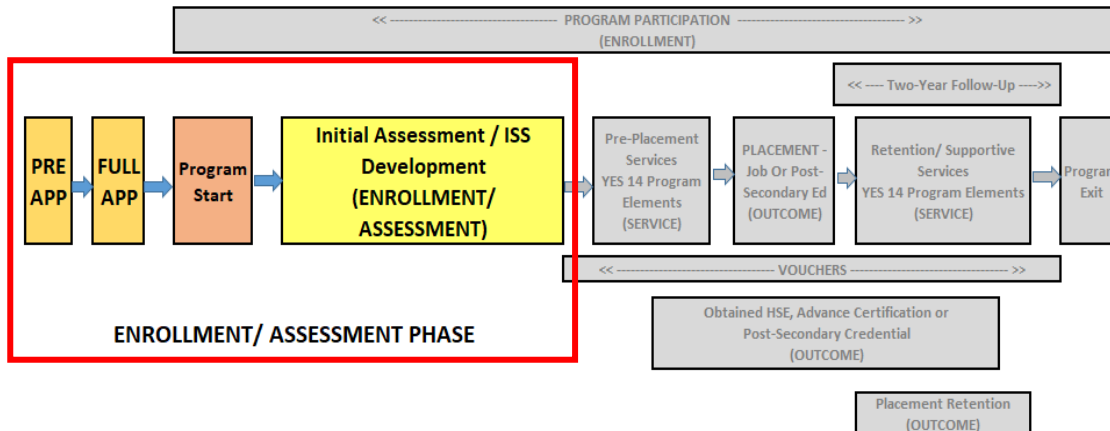 << ----------------------------------- PROGRAM PARTICIPATION ----------------------------------- >>
(ENROLLMENT)
<< ---- Two-Year Follow-Up ---->>
PRE
APP
FULL
APP
Program
Start
Initial Assessment / ISS
Development
(ENROLLMENT/
ASSESSMENT)
Pre-Placement
Services
YES 14 Program
Elements
(SERVICE)
PLACEMENT -
Job Or Post-
Secondary Ed
(OUTCOME)
Retention/ Supportive
Services
YES 14 Program Elements
(SERVICE)
Program
Exit
<< ----------------------------------- VOUCHERS ----------------------------------- >>
ENROLLMENT/ ASSESSMENT PHASE
Obtained HSE, Advance Certification or
Post-Secondary Credential
(OUTCOME)
Placement Retention
(OUTCOME)